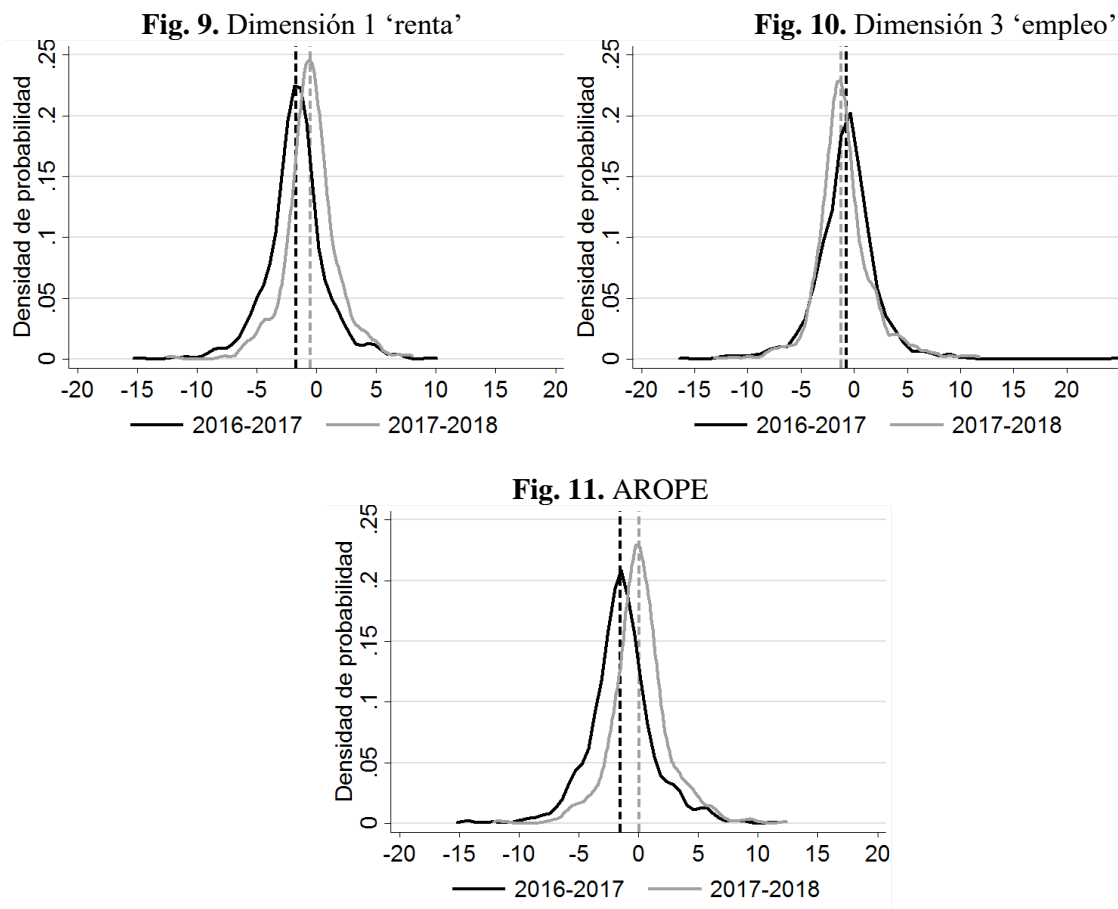 Fig. 9. Dimensión 1 ‘renta’
Densidad de probabilidad
.25
.2
.15
.1
.05
0
-20 -15 -10 -5 0 5 10 15 20
2016-2017 2017-2018
Fig. 10. Dimensión 3 ‘empleo’
Densidad de probabilidad
.25
.2
.15
.1
.05
0
-20 -15 -10 -5 0 5 10 15 20
2016-2017 2017-2018
Fig. 11. AROPE
Densidad de probabilidad
.25
.2
.15
.1
.05
0
-20 -15 -10 -5 0 5 10 15 20
2016-2017 2017-2018